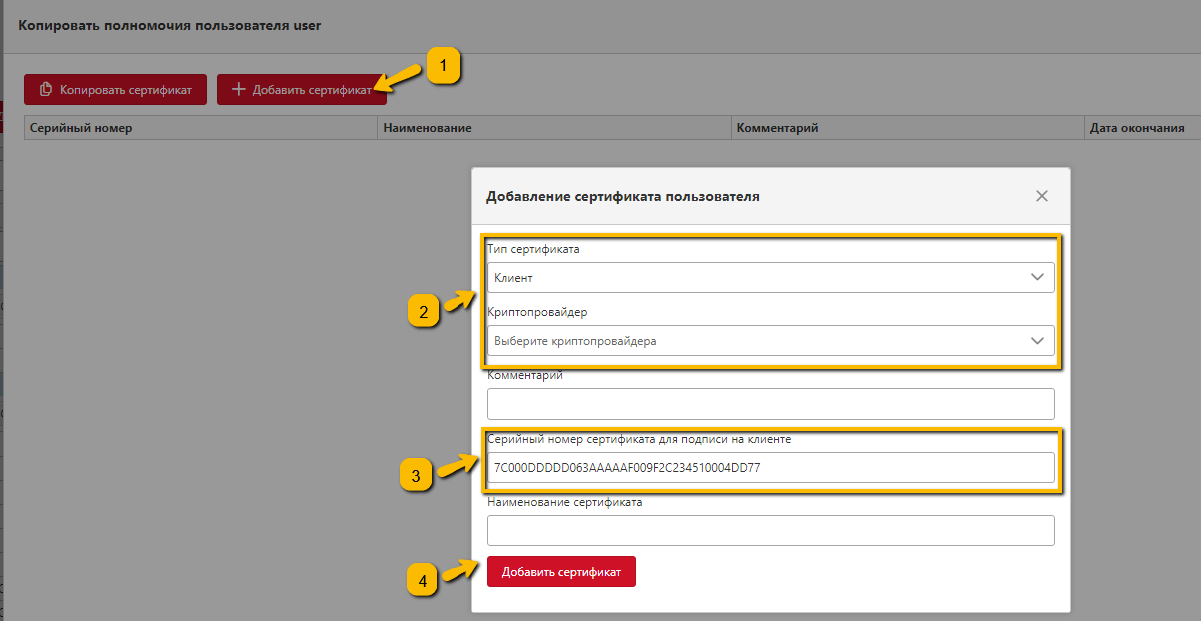 Копировать полномочия пользователя user
1
Копировать сертификат
Добавить сертификат
Серийный номер
Наименование
Комментарий
Дата окончания
Добавление сертификата пользователя
Тип сертификата
Клиент
2
Криптопровайдер
Выберите криптопровайдера
Комментарий
Серийный номер сертификата для подписи на клиенте
3
7C000DDDDD063AAAAAF009F2C234510004DD77
Наименование сертификата
4
Добавить сертификат